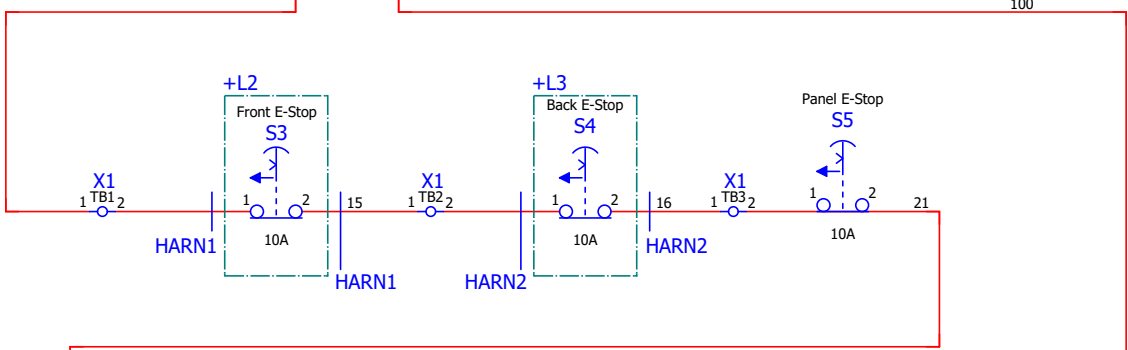 100
+L2
+L3
Front E-Stop
Back E-Stop
Panel E-Stop
S3
S4
S5
X1
X1
X1
1 TB1 2
1 2
15
1 TB2 2
1 2
16
1 TB3 2
1 2
21
HARN1
10A
HARN1
HARN2
10A
HARN2
10A